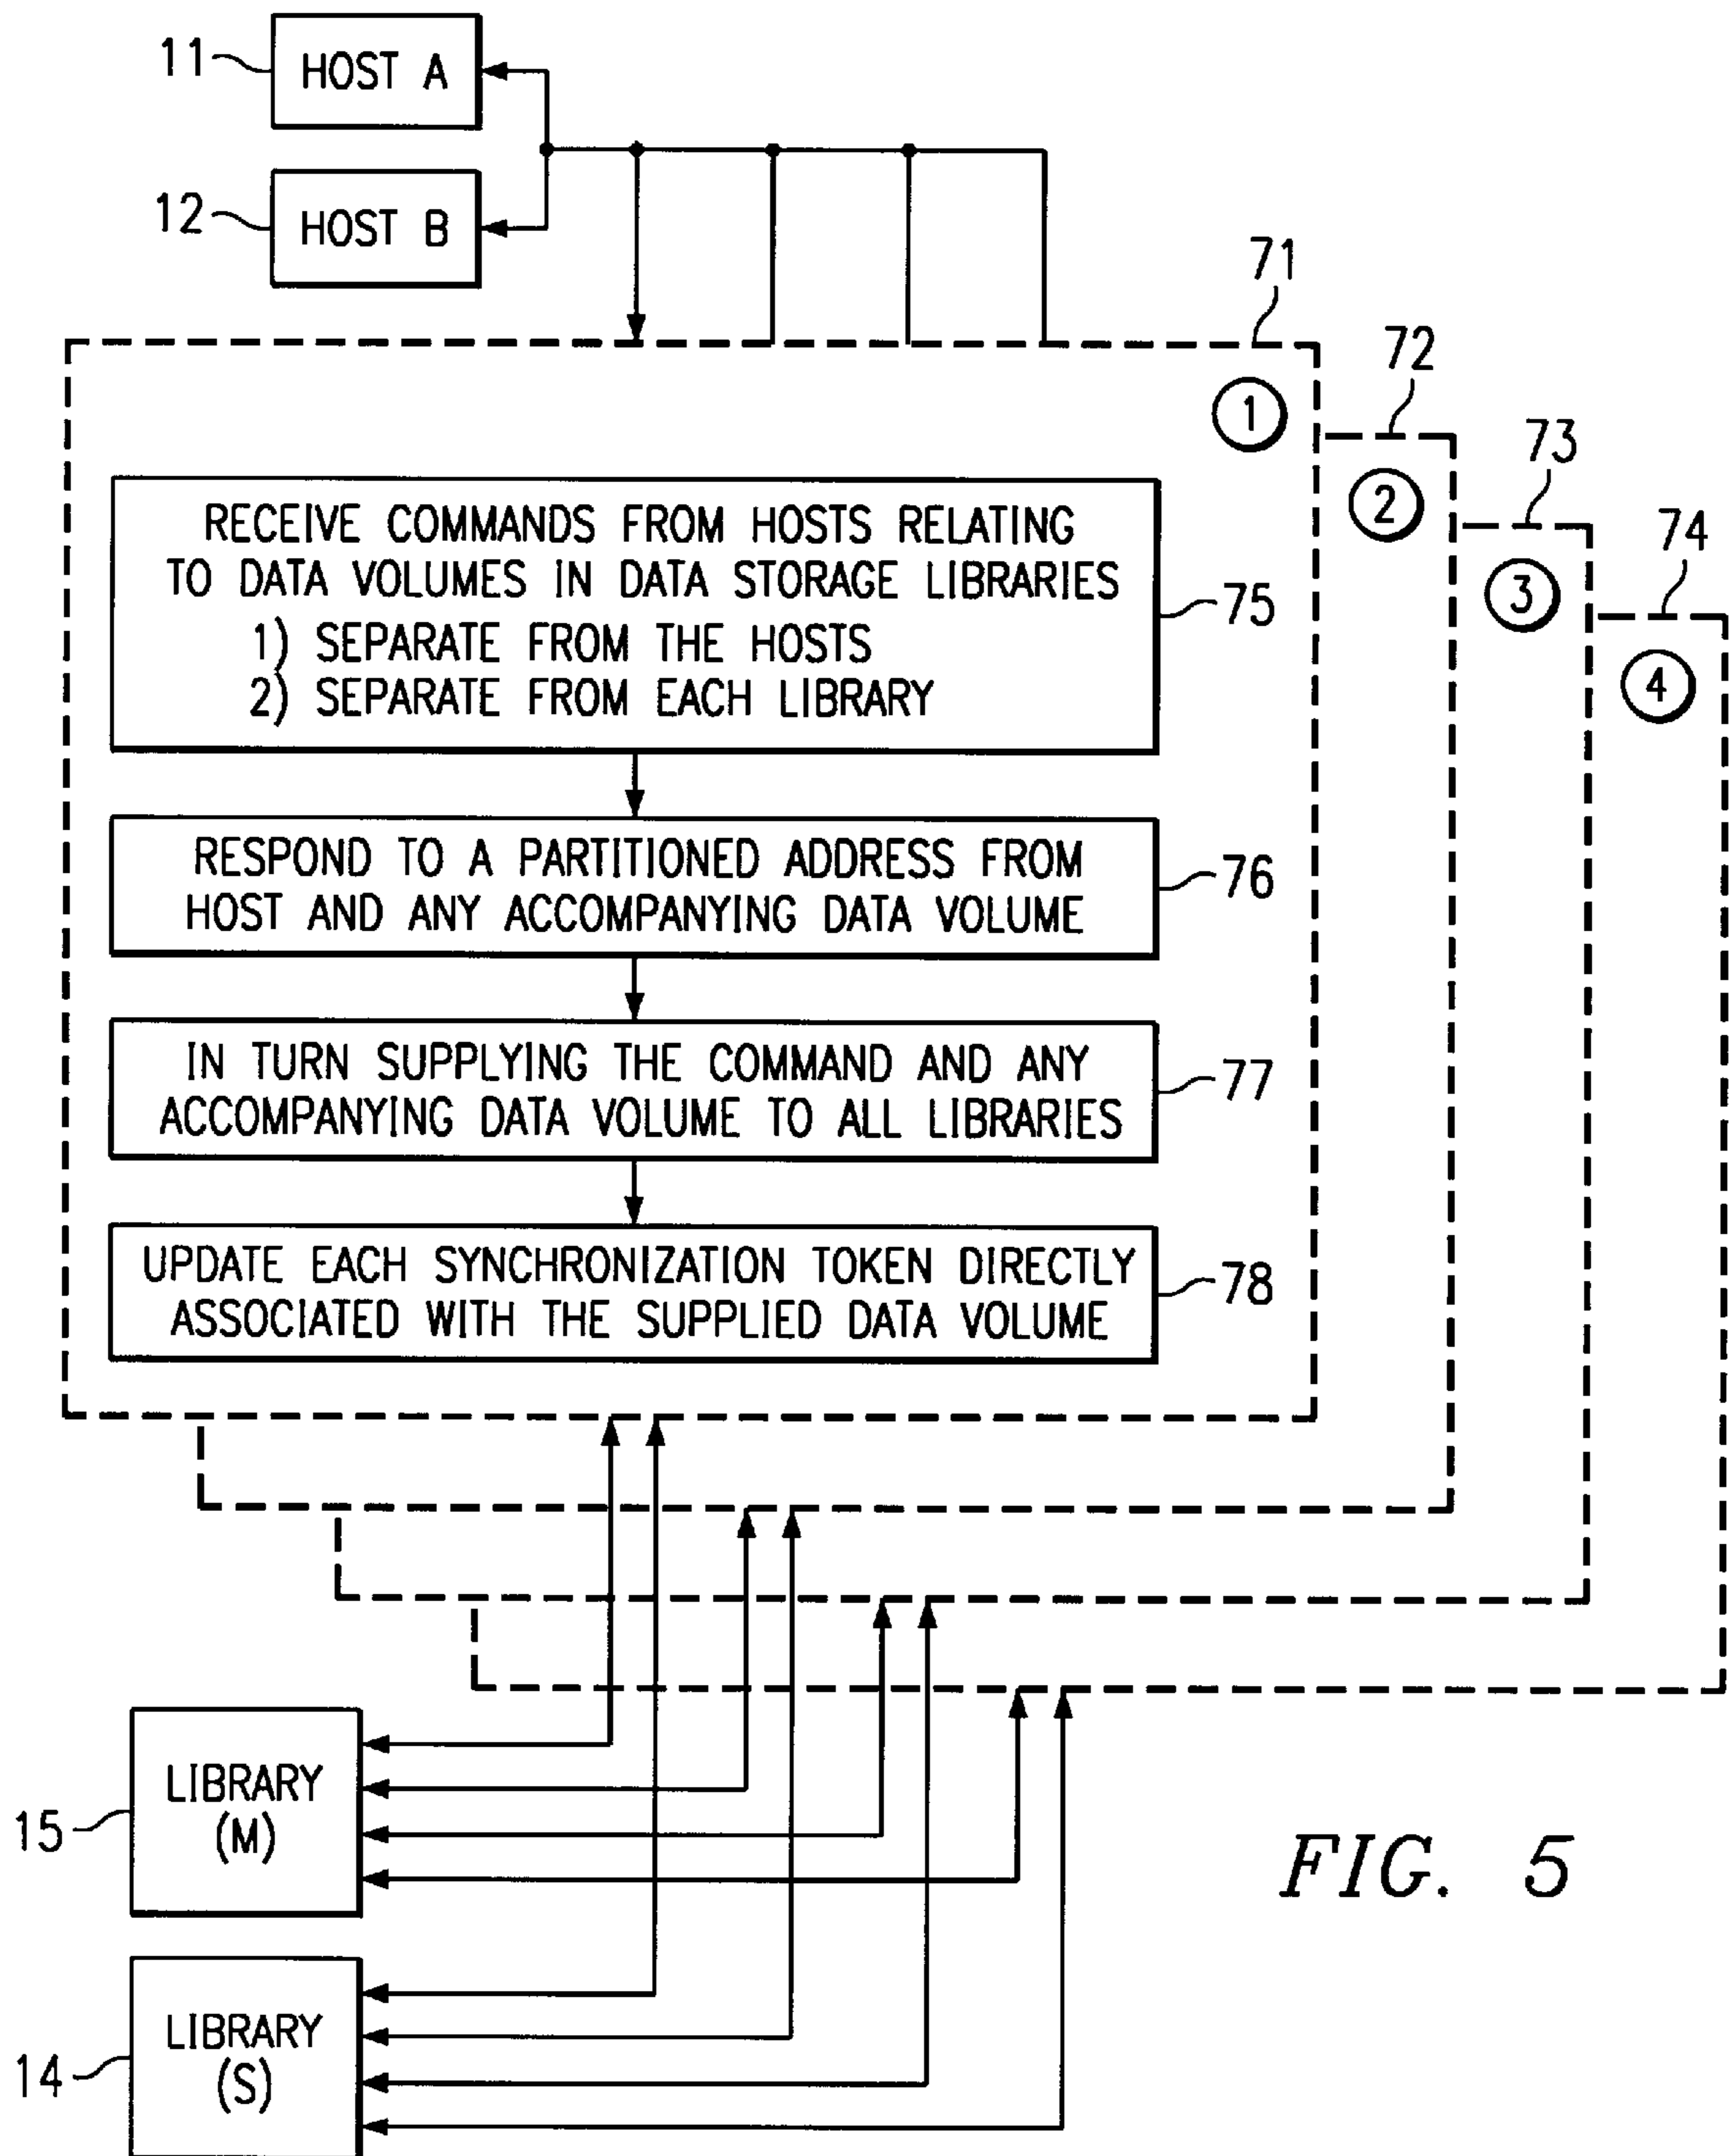 11
HOST A
12
HOST B
71
1
72
2
73
3
74
4
RECEIVE COMMANDS FROM HOSTS RELATING
TO DATA VOLUMES IN DATA STORAGE LIBRARIES
1) SEPARATE FROM THE HOSTS
2) SEPARATE FROM EACH LIBRARY
75
RESPOND TO A PARTITIONED ADDRESS FROM
HOST AND ANY ACCOMPANYING DATA VOLUME
76
IN TURN SUPPLYING THE COMMAND AND ANY
ACCOMPANYING DATA VOLUME TO ALL LIBRARIES
77
UPDATE EACH SYNCHRONIZATION TOKEN DIRECTLY
ASSOCIATED WITH THE SUPPLIED DATA VOLUME
78
LIBRARY
(M)
15
LIBRARY
(S)
14
FIG. 5